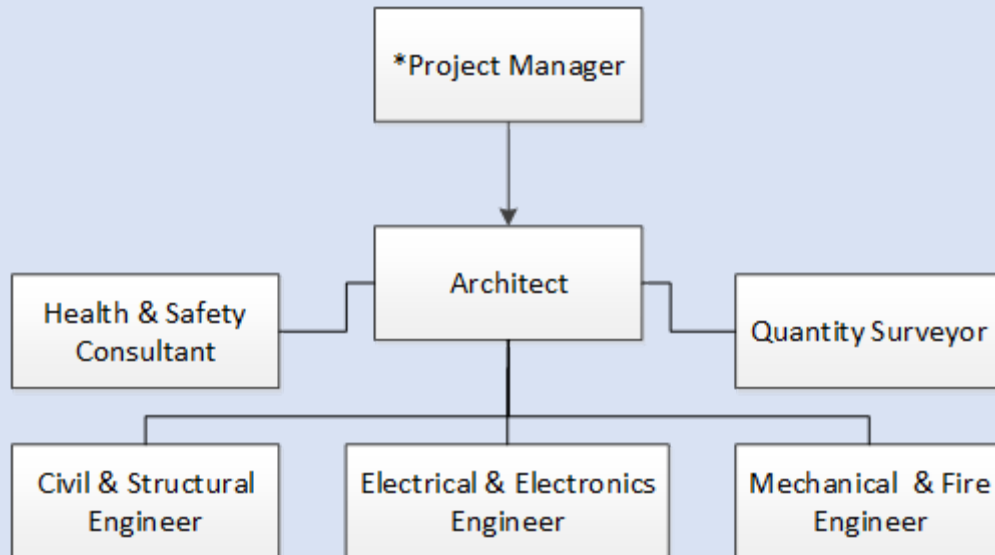 *Project Manager
Architect
Health & Safety
Consultant
Quantity Surveyor
Civil & Structural
Engineer
Electrical & Electronics
Engineer
Mechanical & Fire
Engineer